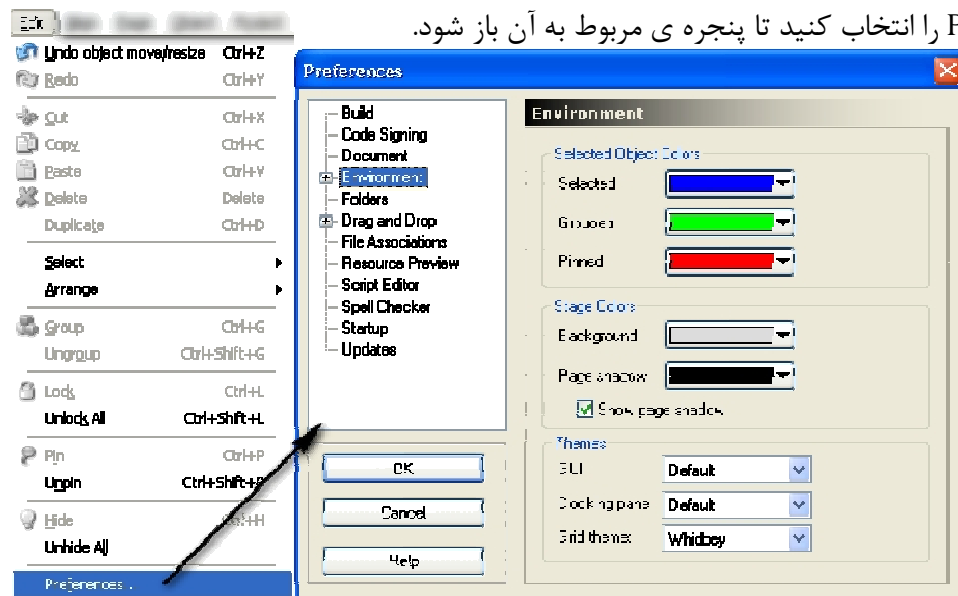 را انتخاب کنید تا پنجره ی مربوط به آن باز شود.
Edit
Undo object move/resize Ctrl+Z
Redo Ctrl+Y
Cut Ctrl+X
Copy Ctrl+C
Paste Ctrl+V
Delete Delete
Duplicate Ctrl+D
Select
Arrange
Group Ctrl+G
Ungroup Ctrl+Shift+G
Lock Ctrl+L
Unlock All Ctrl+Shift+L
Pin Ctrl+P
Unpin Ctrl+Shift+
Hide Ctrl+H
Unhide All
Preferences
Preferences
Build
Code Signing
Document
Environment
Folders
Drag and Drop
File Associations
Resource Preview
Script Editor
Spell Checker
Startup
Updates
OK
Cancel
Help
Environment
Selected Object Colors
Selected
Grouped
Pinned
Stage Colors
Background
Page shadow
Show page shadow
Themes
GUI Default
Docking pane Default
Grid themes Whidbey